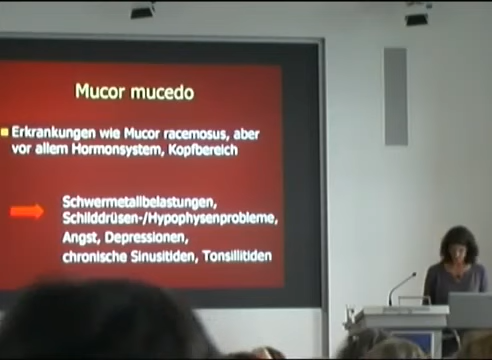 Mucor mucedo
Erkrankungen wie Mucor racemosus, aber
vor allem Hormonsystem, Kopfbereich
Schwermetallbelastungen,
Schilddrüsen-/Hypophysenprobleme,
Angst, Depressionen,
chronische Sinusitiden, Tonsillitiden